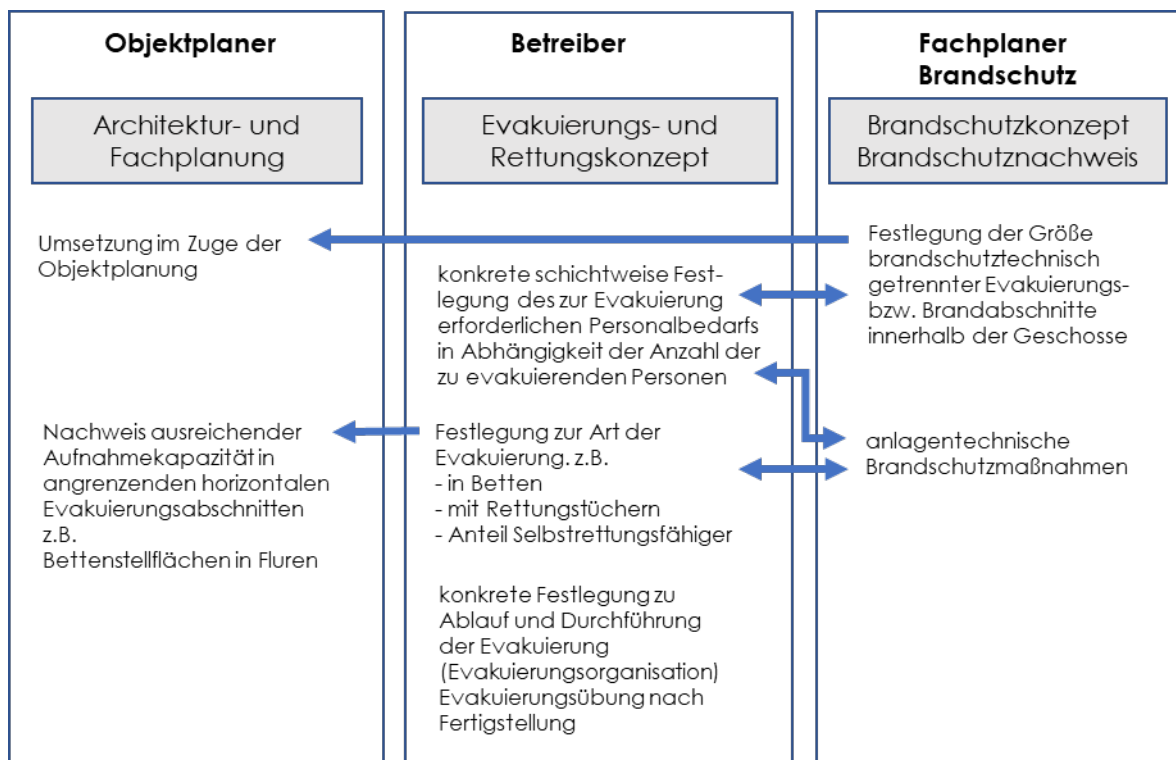 Objektplaner
Architektur- und
Fachplanung
Umsetzung im Zuge der
Objektplanung
Nachweis ausreichender
Aufnahmekapazität in
angrenzenden horizontalen
Evakuierungsabschnitten
z.B.
Bettenstellflächen in Fluren
Betreiber
Evakuierungs- und
Rettungskonzept
konkrete schichtweise Fest-
legung des zur Evakuierung
erforderlichen Personalbedarfs
in Abhängigkeit der Anzahl der
zu evakuierenden Personen
Festlegung zur Art der
Evakuierung. z.B.
- in Betten
- mit Rettungstüchern
- Anteil Selbstrettungsfähiger
konkrete Festlegung zu
Ablauf und Durchführung
der Evakuierung
(Evakuierungsorganisation)
Evakuierungsübung nach
Fertigstellung
Fachplaner
Brandschutz
Brandschutzkonzept
Brandschutznachweis
Festlegung der Größe
brandschutztechnisch
getrennter Evakuierungs-
bzw. Brandabschnitte
innerhalb der Geschosse
anlagentechnische
Brandschutzmaßnahmen